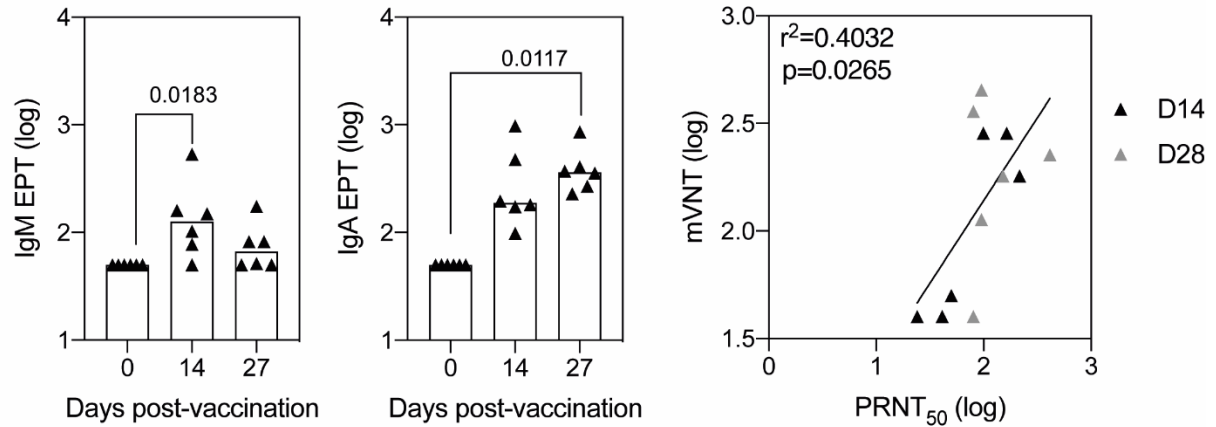 4
3
2
1
IgM EPT (log)
0.0183
0 14 27
Days post-vaccination
4
3
2
1
IgA EPT (log)
0.0117
0 14 27
Days post-vaccination
3.0
2.5
2.0
1.5
mVNT (log)
r²=0.4032
p=0.0265
0 1 2 3
PRNT₅₀ (log)
D14
D28